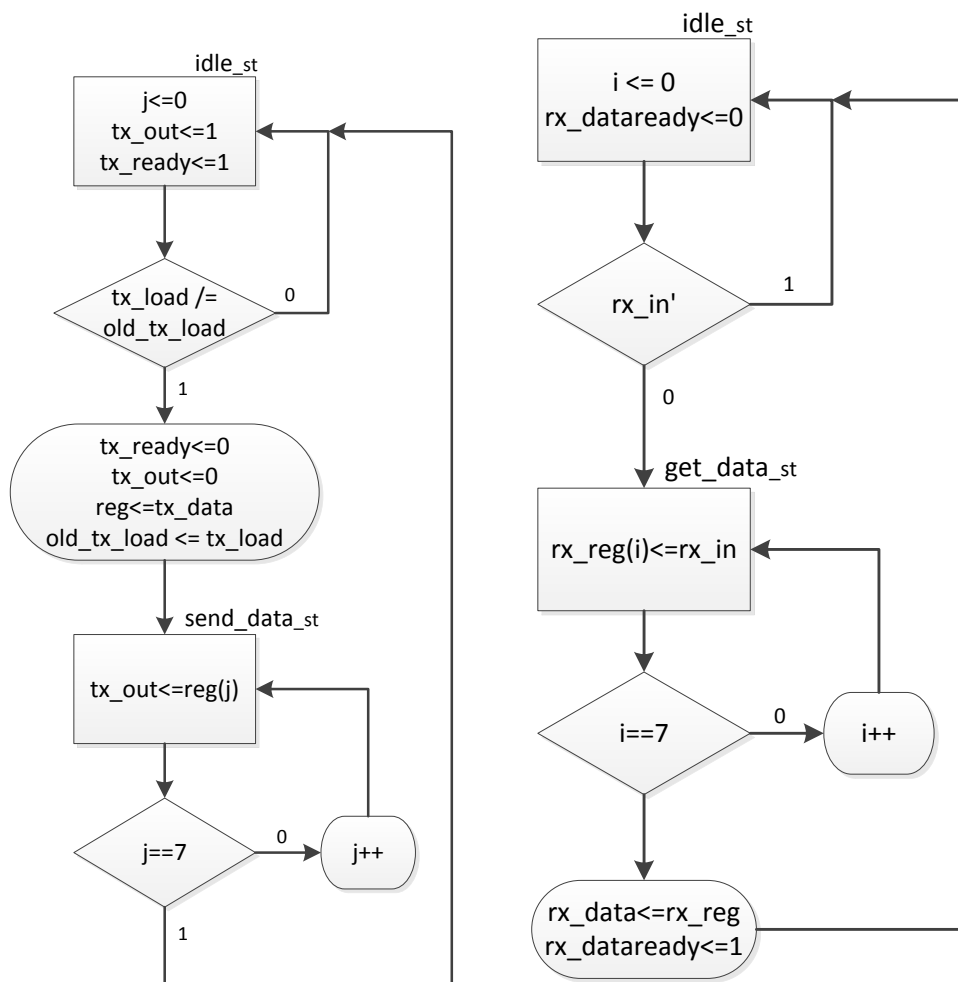 idle_st
j<=0
tx_out<=1
tx_ready<=1
tx_load /=
old_tx_load
0
1
tx_ready<=0
tx_out<=0
reg<=tx_data
old_tx_load <= tx_load
send_data_st
tx_out<=reg(j)
j==7
0
j++
1
idle_st
i <= 0
rx_dataready<=0
rx_in'
1
0
get_data_st
rx_reg(i)<=rx_in
i==7
0
i++
rx_data<=rx_reg
rx_dataready<=1